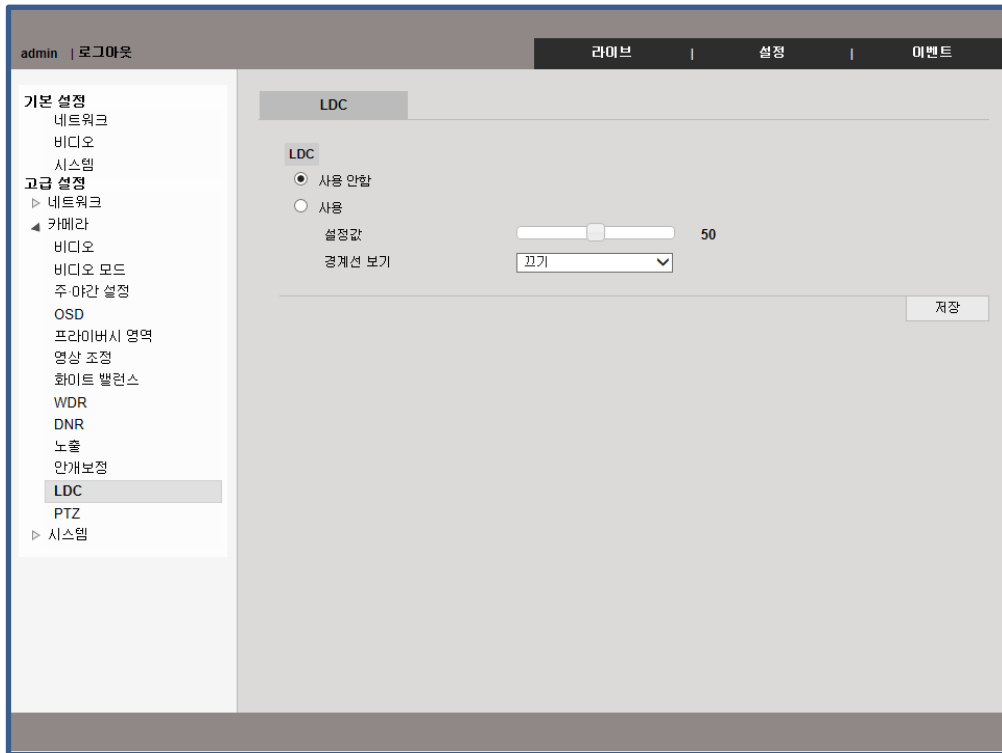 admin | 로그아웃
라이브 | 설정 | 이벤트
기본 설정
네트워크
비디오
시스템
고급 설정
네트워크
카메라
비디오
비디오 모드
주·야간 설정
OSD
프라이버시 영역
영상 조정
화이트 밸런스
WDR
DNR
노출
안개보정
LDC
PTZ
시스템
LDC
LDC
사용 안함
사용
설정값 50
경계선 보기 끄기
저장